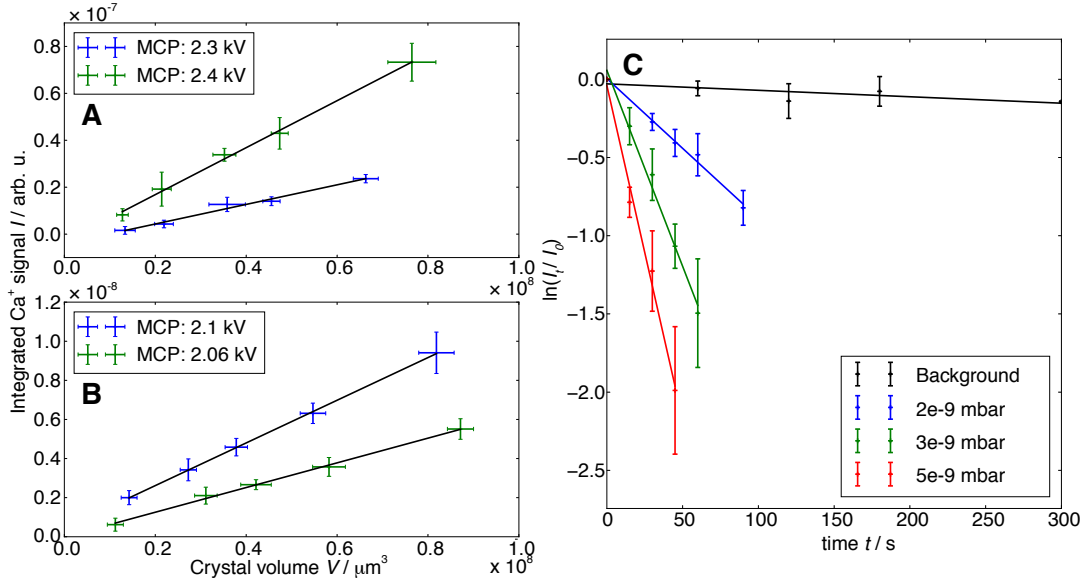 × 10⁻⁷
MCP: 2.3 kV
MCP: 2.4 kV
A
0.8
0.6
0.4
0.2
0.0
0.0 0.2 0.4 0.6 0.8 1.0
× 10⁸
× 10⁻⁸
MCP: 2.1 kV
MCP: 2.06 kV
B
1.2
1.0
0.8
0.6
0.4
0.2
0.0
0.0 0.2 0.4 0.6 0.8 1.0
× 10⁸
Crystal volume V / μm³
Integrated Ca⁺ signal I / arb. u.
C
0.0
−0.5
−1.0
−1.5
−2.0
−2.5
ln(Iₜ / I₀)
Background
2e-9 mbar
3e-9 mbar
5e-9 mbar
0 50 100 150 200 250 300
time t / s